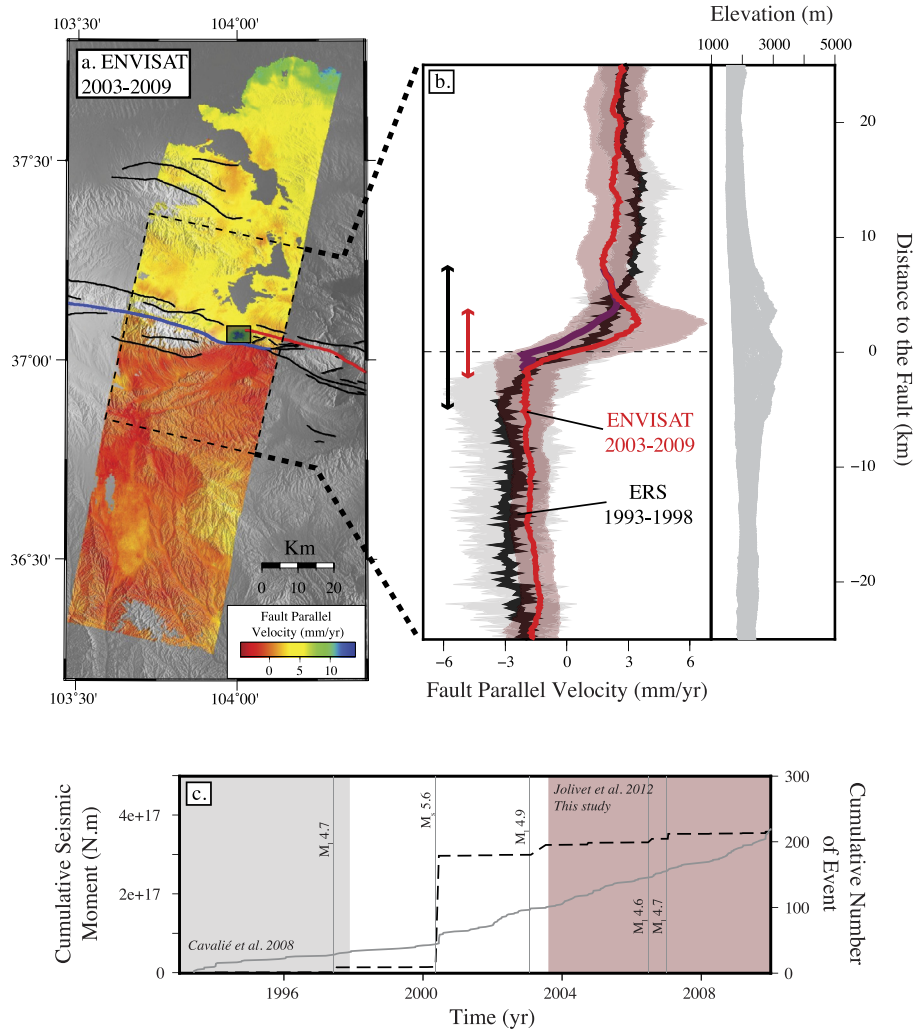 103˚30'
104˚00'
a. ENVISAT
2003-2009
37˚30'
37˚00'
36˚30'
Km
0 10 20
Fault Parallel
Velocity (mm/yr)
0 5 10
103˚30'
104˚00'
Elevation (m)
1000 3000 5000
b.
ENVISAT
2003-2009
ERS
1993-1998
20
10
0
−10
−20
Distance to the Fault (km)
−6 −3 0 3 6
Fault Parallel Velocity (mm/yr)
c.
Cumulative Seismic
Moment (N.m)
4e+17
2e+17
0
Cavalié et al. 2008
Ml 4.7
Ms 5.6
Ml 4.9
Jolivet et al. 2012
This study
Ml 4.6
Ml 4.7
300
200
100
0
Cumulative Number
of Event
1996 2000 2004 2008
Time (yr)